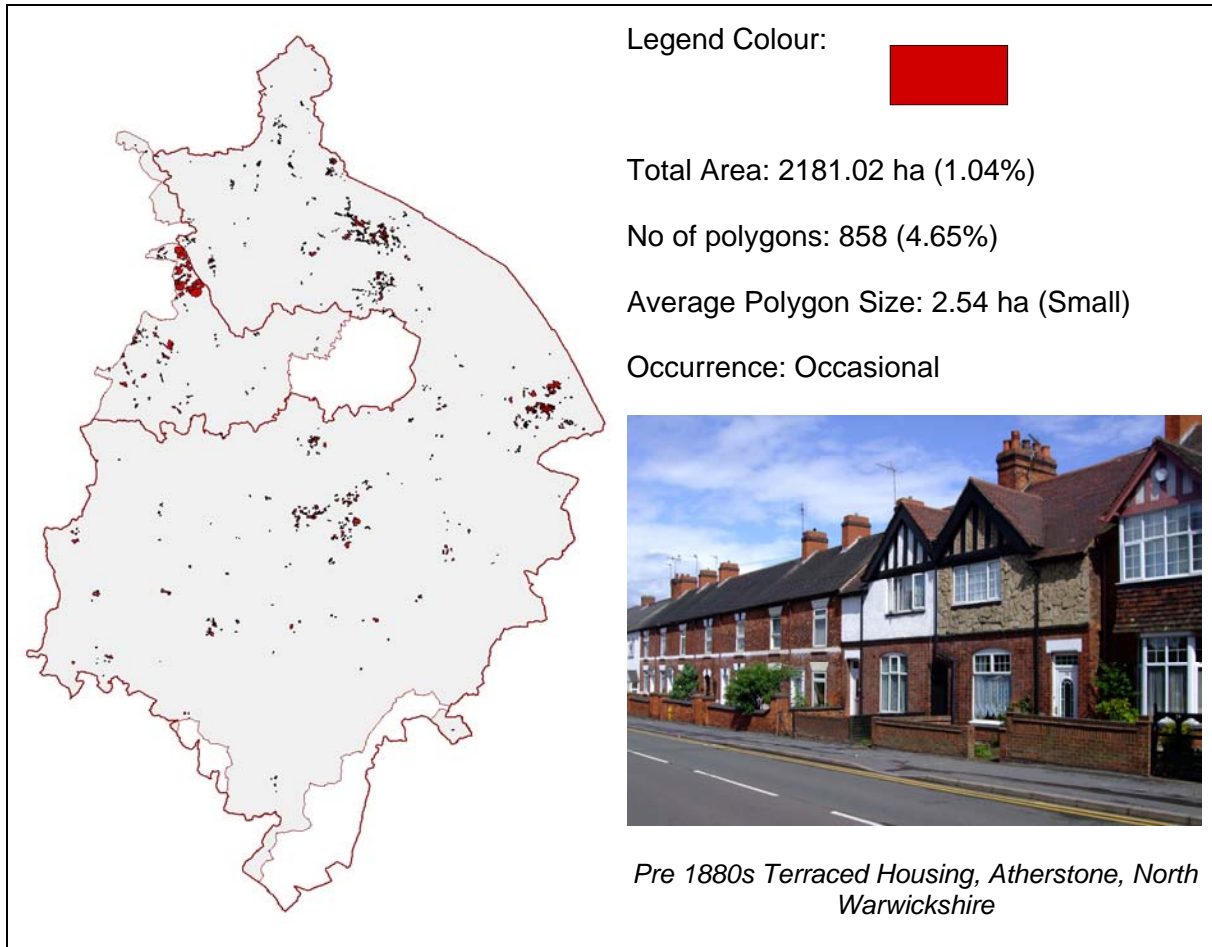 Legend Colour:
Total Area: 2181.02 ha (1.04%)
No of polygons: 858 (4.65%)
Average Polygon Size: 2.54 ha (Small)
Occurrence: Occasional
Pre 1880s Terraced Housing, Atherstone, North
Warwickshire